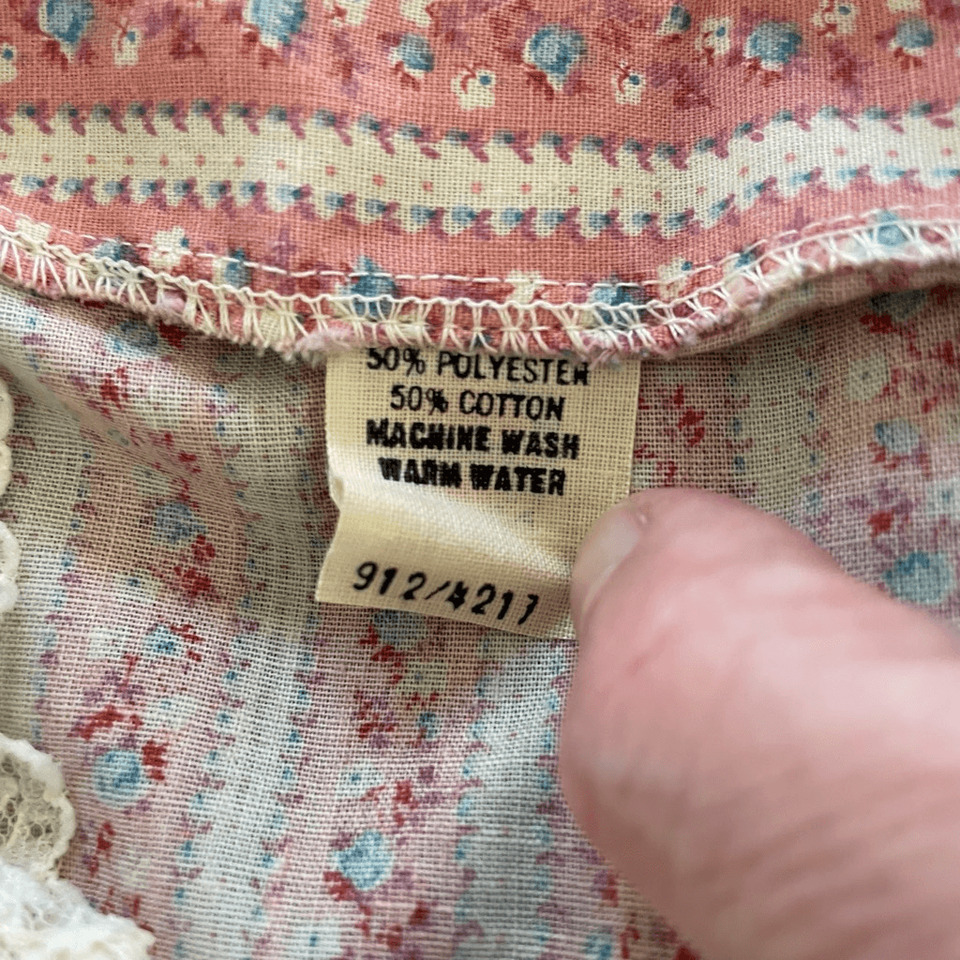 50% POLYESTER
50% COTTON
MACHINE WASH
WARM WATER
912/4217